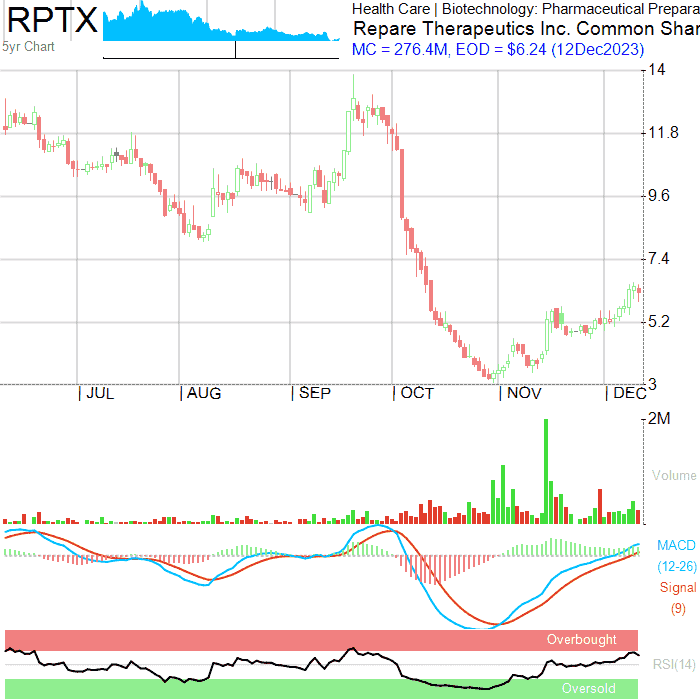 RPTX
5yr Chart
Health Care | Biotechnology: Pharmaceutical Prepara
Repare Therapeutics Inc. Common Shar
MC = 276.4M, EOD = $6.24 (12Dec2023)
14
11.8
9.6
7.4
5.2
3
JUL AUG SEP OCT NOV DEC
2M
Volume
MACD
(12-26)
Signal
(9)
Overbought
RSI(14)
Oversold